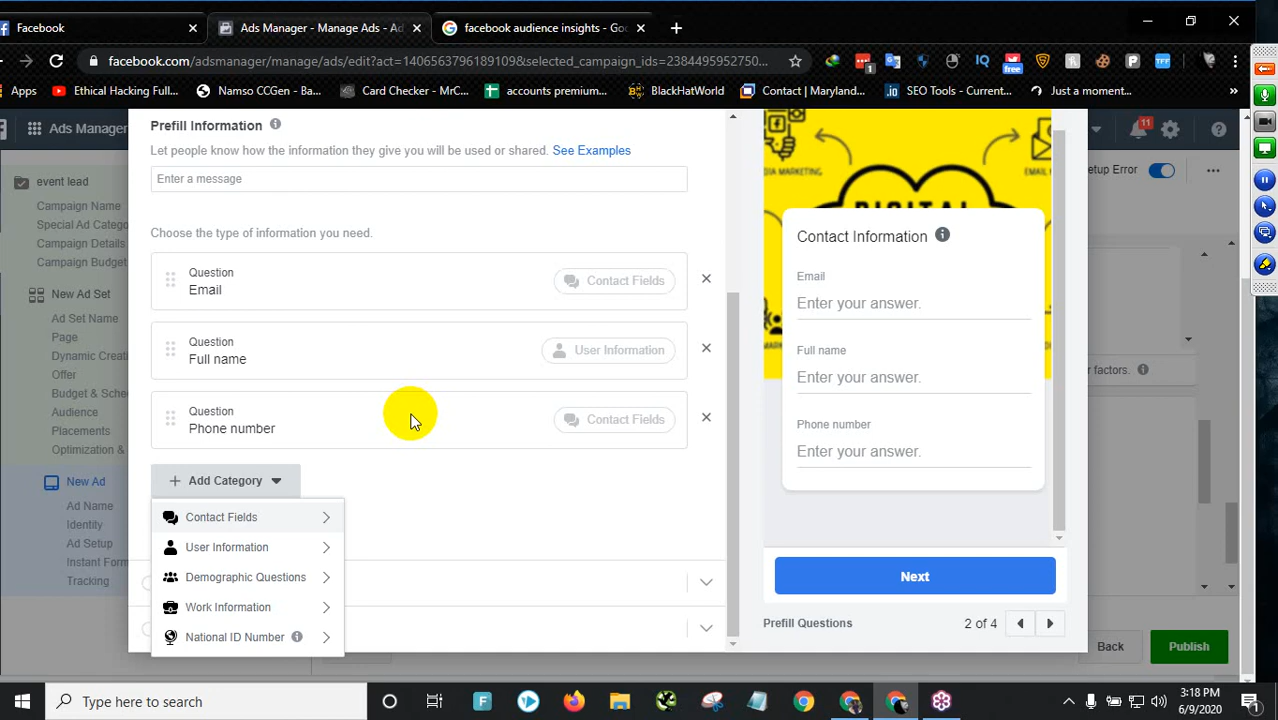 Facebook
Ads Manager - Manage Ads - Ad
facebook audience insights - Goo
facebook.com/adsmanager/manage/ads/edit?act=1406563796189109&selected_campaign_ids=2384495952750...
Apps
Ethical Hacking Full...
Namso CCGen - Ba...
Card Checker - MrC...
accounts premium...
BlackHatWorld
Contact | Maryland...
SEO Tools - Current...
Just a moment...
free
1
Ads Manager
11
Prefill Information
Let people know how the information they give you will be used or shared. See Examples
Enter a message
Choose the type of information you need.
Question
Email
Contact Fields
Question
Full name
User Information
Question
Phone number
Contact Fields
Add Category
Contact Fields
User Information
Demographic Questions
Work Information
National ID Number
event lead
Campaign Name
Special Ad Catego
Campaign Details
Campaign Budget
New Ad Set
Ad Set Name
Page
Dynamic Creati
Offer
Budget & Sche
Audience
Placements
Optimization &
New Ad
Ad Name
Identity
Ad Setup
Instant Form
Tracking
DIGITAL
Contact Information
Email
Enter your answer.
Full name
Enter your answer.
Phone number
Enter your answer.
Next
Prefill Questions
2 of 4
etup Error
r factors.
Back
Publish
Type here to search
3:18 PM
6/9/2020